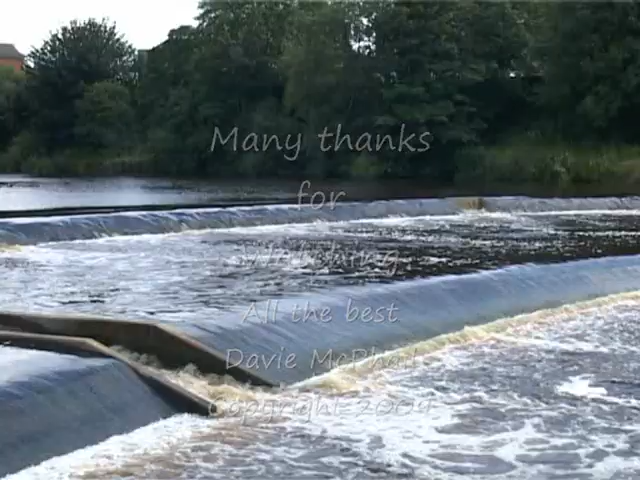 Many thanks
for
Watching
All the best
Davie McPhail
Copyright 2009